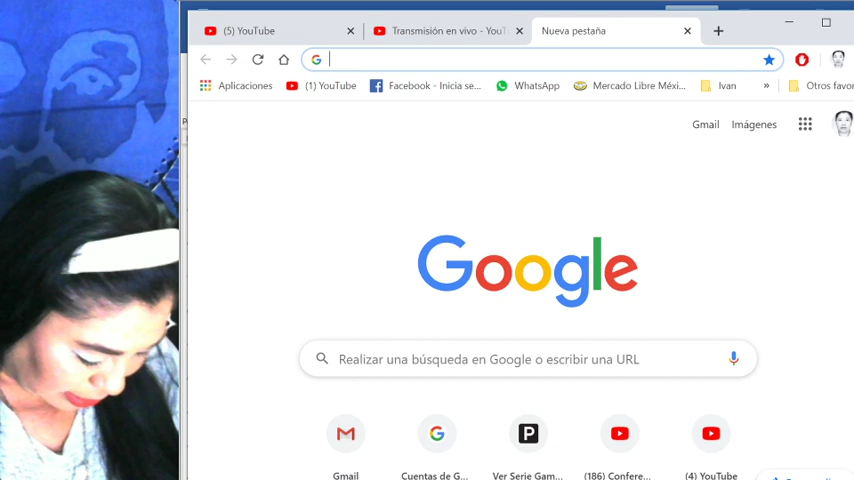 (5) YouTube
Transmisión en vivo - YouT
Nueva pestaña
Aplicaciones
(1) YouTube
Facebook - Inicia se...
WhatsApp
Mercado Libre Méxi...
Ivan
»
Otros favor
Gmail
Imágenes
Google
Realizar una búsqueda en Google o escribir una URL
Gmail
Cuentas de G...
Ver Serie Gam...
(186) Confere...
(4) YouTube